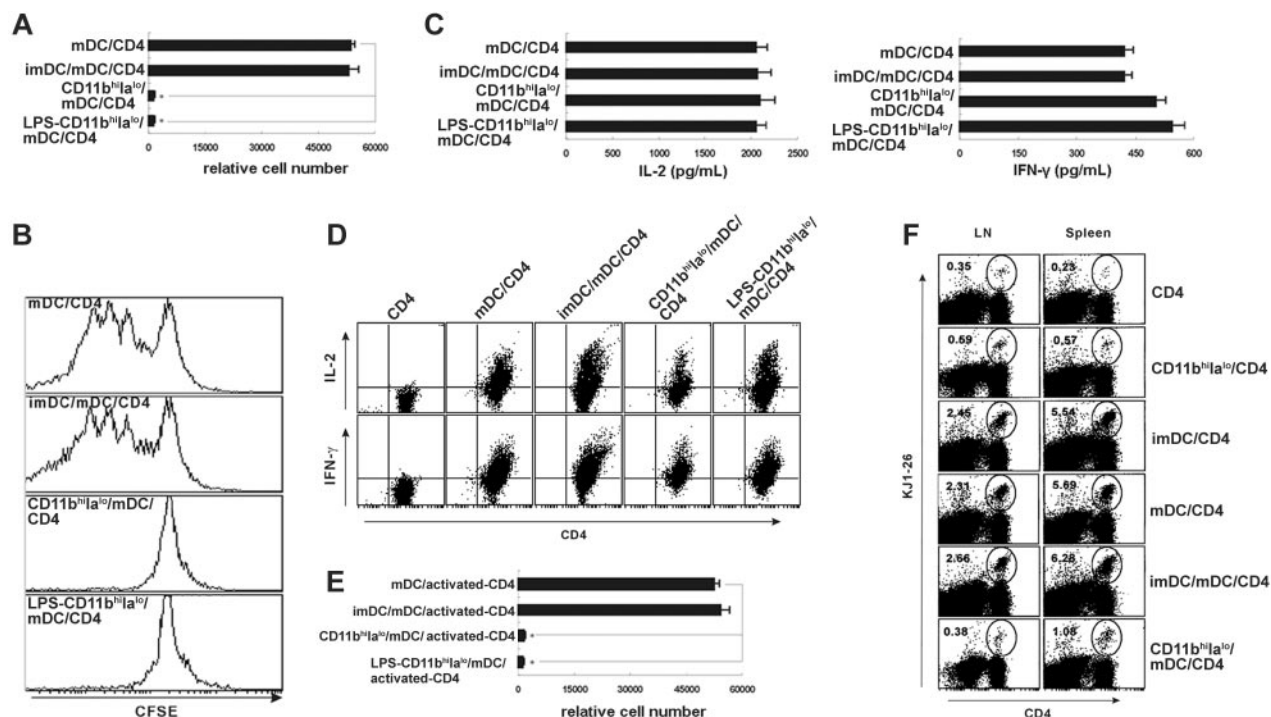 A
mDC/CD4
imDC/mDC/CD4
CD11bhiIalo/
mDC/CD4
*
LPS-CD11bhiIalo/
mDC/CD4
*
0 15000 30000 45000 60000
relative cell number
C
mDC/CD4
imDC/mDC/CD4
CD11bhiIalo/
mDC/CD4
LPS-CD11bhiIalo/
mDC/CD4
0 500 1000 1500 2000 2500
IL-2 (pg/mL)
mDC/CD4
imDC/mDC/CD4
CD11bhiIalo/
mDC/CD4
LPS-CD11bhiIalo/
mDC/CD4
0 150 300 450 600
IFN-γ (pg/mL)
B
mDC/CD4
imDC/mDC/CD4
CD11bhiIalo/mDC/
CD4
LPS-CD11bhiIalo/
mDC/CD4
CFSE
D
CD4
mDC/CD4
imDC/mDC/CD4
CD11bhiIalo/mDC/
CD4
LPS-CD11bhiIalo/
mDC/CD4
IL-2
IFN-γ
CD4
E
mDC/activated-CD4
imDC/mDC/activated-CD4
CD11bhiIalo/mDC/ activated-CD4
*
LPS-CD11bhiIalo/mDC/
activated-CD4
*
0 15000 30000 45000 60000
relative cell number
F
LN Spleen
0.35 0.23 CD4
0.59 0.57 CD11bhiIalo/CD4
2.45 5.54 imDC/CD4
2.31 5.69 mDC/CD4
2.66 6.28 imDC/mDC/CD4
0.38 1.08 CD11bhiIalo/
mDC/CD4
KJ1-26
CD4